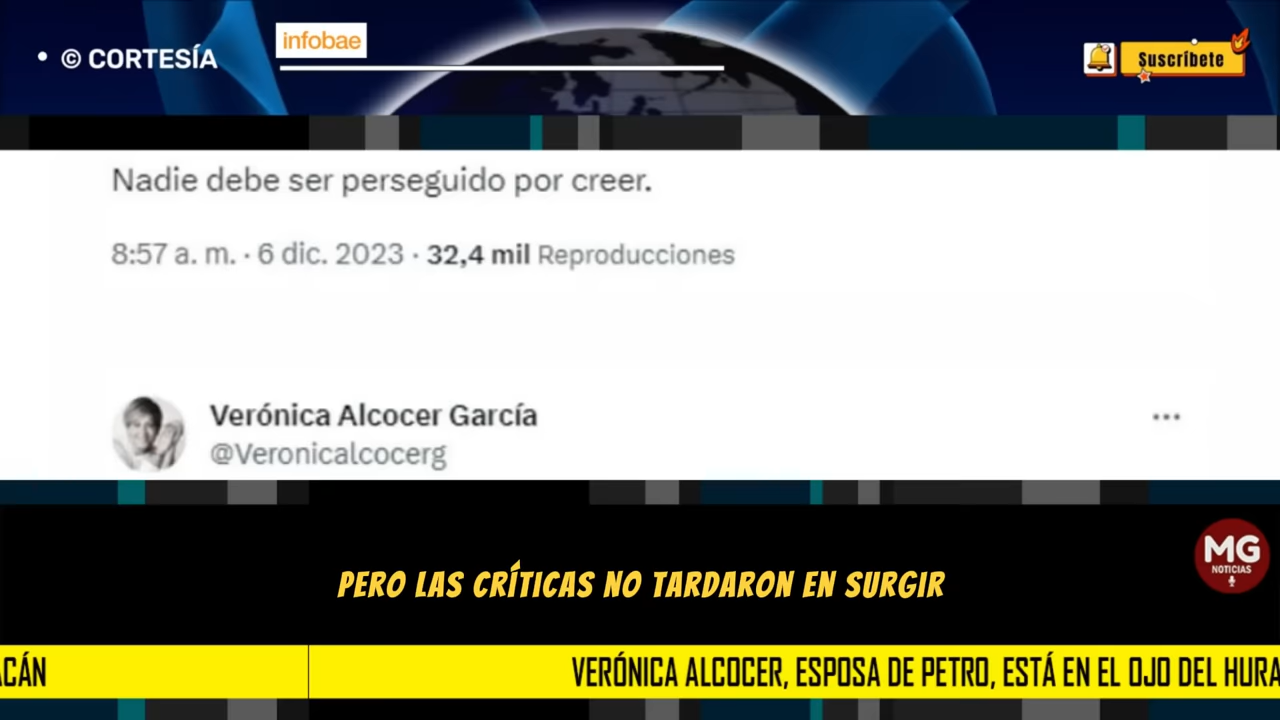 © CORTESÍA
infobae
Suscríbete
Nadie debe ser perseguido por creer.
8:57 a. m. · 6 dic. 2023 · 32,4 mil Reproducciones
Verónica Alcocer García
@Veronicalcocerg
MG
NOTICIAS
PERO LAS CRÍTICAS NO TARDARON EN SURGIR
ACÁN
VERÓNICA ALCOCER, ESPOSA DE PETRO, ESTÁ EN EL OJO DEL HURA